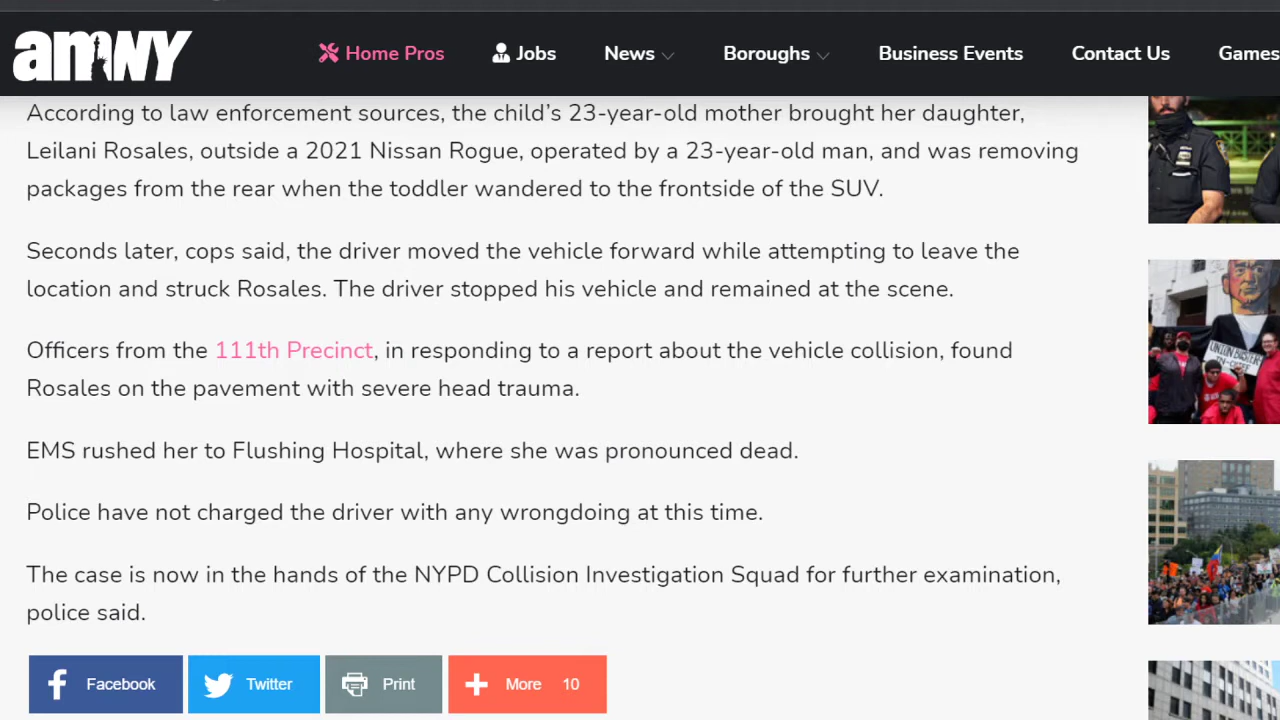 amNY
Home Pros Jobs News Boroughs Business Events Contact Us Games
According to law enforcement sources, the child's 23-year-old mother brought her daughter,
Leilani Rosales, outside a 2021 Nissan Rogue, operated by a 23-year-old man, and was removing
packages from the rear when the toddler wandered to the frontside of the SUV.
Seconds later, cops said, the driver moved the vehicle forward while attempting to leave the
location and struck Rosales. The driver stopped his vehicle and remained at the scene.
Officers from the 111th Precinct, in responding to a report about the vehicle collision, found
Rosales on the pavement with severe head trauma.
EMS rushed her to Flushing Hospital, where she was pronounced dead.
Police have not charged the driver with any wrongdoing at this time.
The case is now in the hands of the NYPD Collision Investigation Squad for further examination,
police said.
Facebook Twitter Print More 10
UNION BUSTER